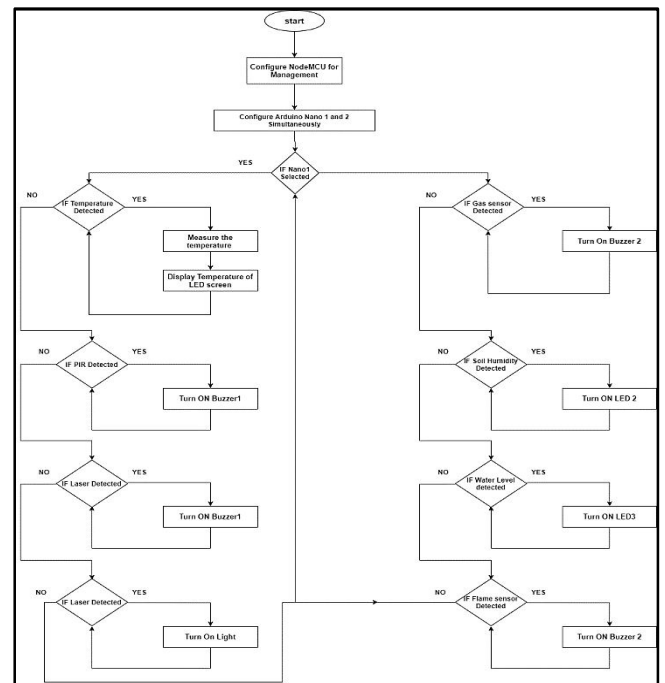 start
Configure NodeMCU for
Management
Configure Arduino Nano 1 and 2
Simultaneously
IF Nano1
Selected
YES
NO
IF Temperature
Detected
YES
Measure the
temperature
Display Temperature of
LED screen
NO
IF PIR Detected
YES
Turn ON Buzzer1
NO
IF Laser Detected
YES
Turn ON Buzzer1
NO
IF Laser Detected
YES
Turn On Light
NO
IF Gas sensor
Detected
YES
Turn On Buzzer 2
NO
IF Soil Humidity
Detected
YES
Turn ON LED 2
NO
IF Water Level
detected
YES
Turn ON LED3
NO
IF Flame sensor
Detected
YES
Turn ON Buzzer 2